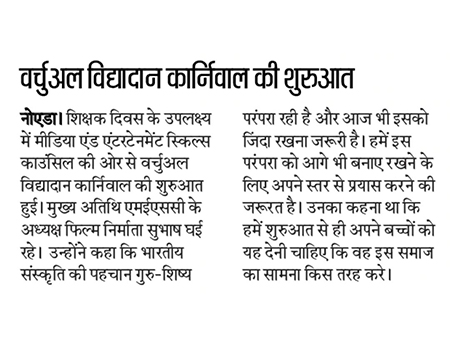 वर्चुअल विद्यादान कार्निवाल की शुरुआत
नोएडा। शिक्षक दिवस के उपलक्ष्य
में मीडिया एंड एंटरटेनमेंट स्किल्स
काउंसिल की ओर से वर्चुअल
विद्यादान कार्निवाल की शुरुआत
हुई। मुख्य अतिथि एमईएससी के
अध्यक्ष फिल्म निर्माता सुभाष घई
रहे। उन्होंने कहा कि भारतीय
संस्कृति की पहचान गुरु-शिष्य
परंपरा रही है और आज भी इसको
जिंदा रखना जरूरी है। हमें इस
परंपरा को आगे भी बनाए रखने के
लिए अपने स्तर से प्रयास करने की
जरूरत है। उनका कहना था कि
हमें शुरुआत से ही अपने बच्चों को
यह देनी चाहिए कि वह इस समाज
का सामना किस तरह करे।